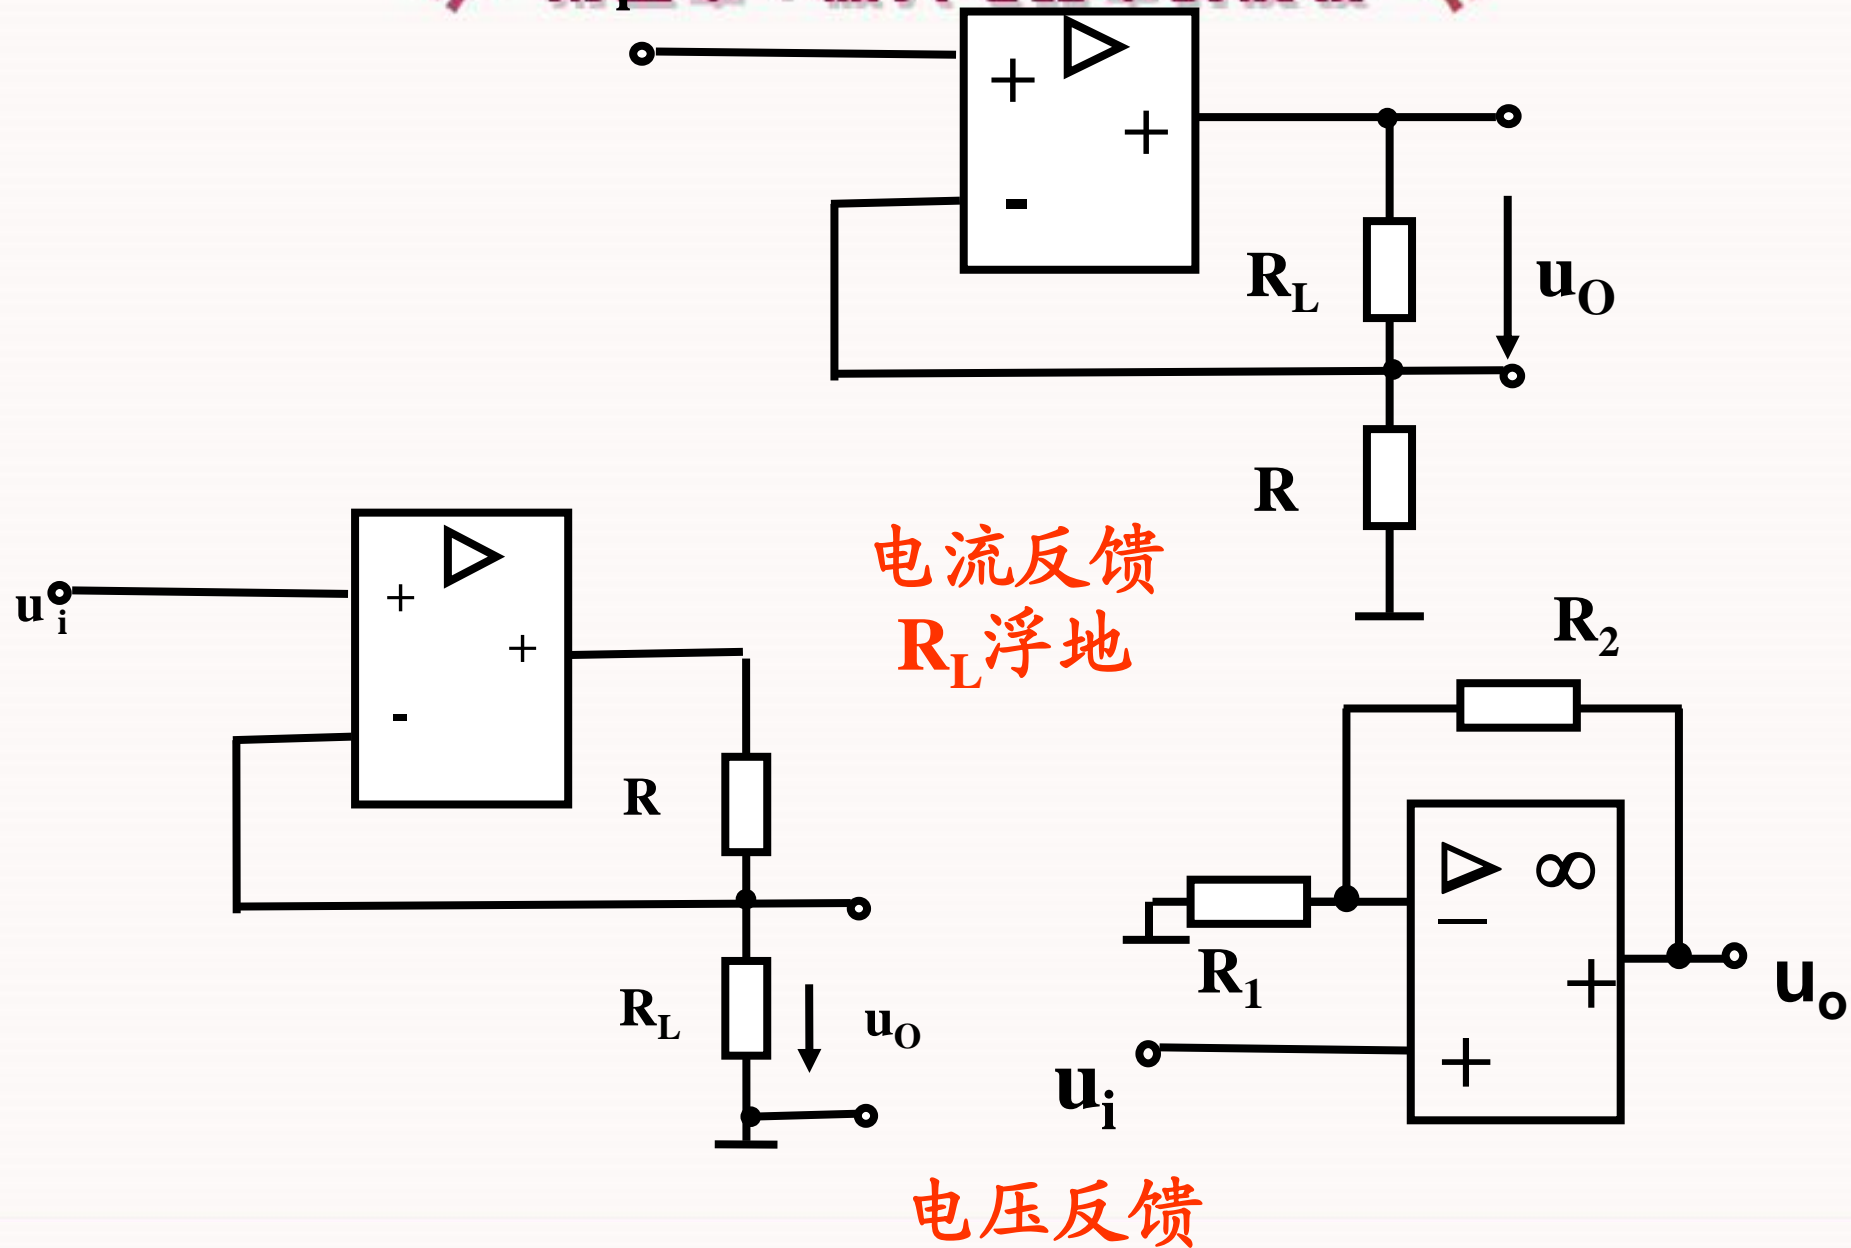 i
+
+
-
R_L
u_O
R
电流反馈
R_L浮地
u_i
+
+
-
R
R_L
u_O
R_2
∞
−
+
+
R_1
u_i
u_o
电压反馈